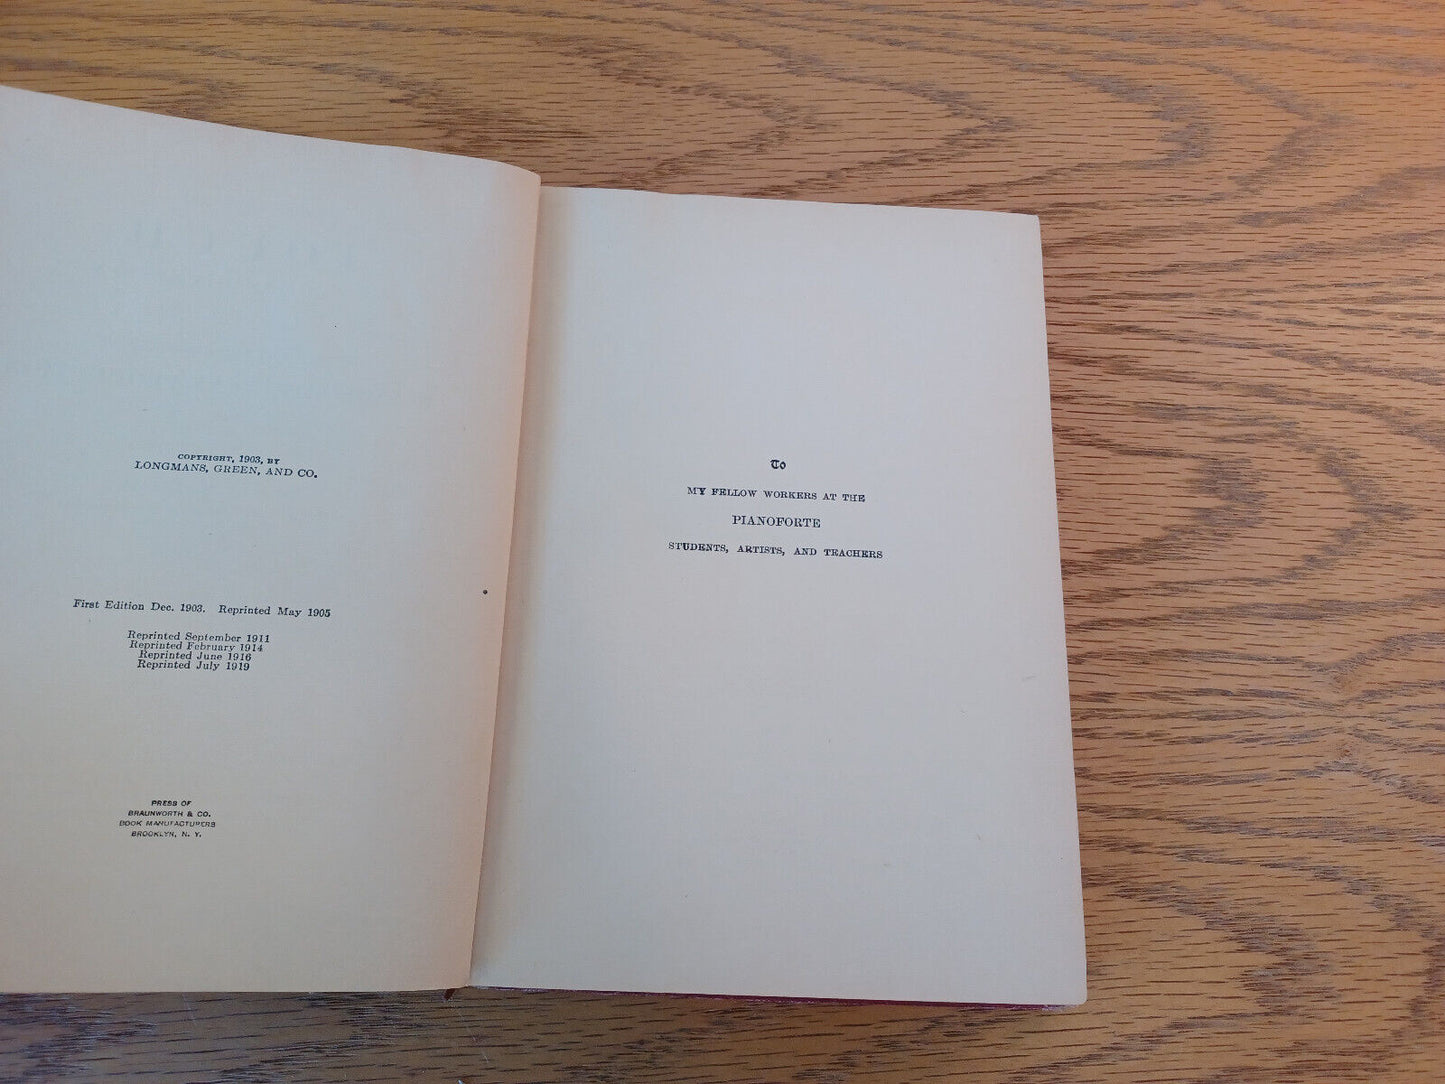 COPYRIGHT, 1903, BY
LONGMANS, GREEN, AND CO.
First Edition Dec. 1903. Reprinted May 1905
Reprinted September 1911
Reprinted February 1914
Reprinted June 1916
Reprinted July 1919
PRESS OF
BRAUNWORTH & CO.
BOOK MANUFACTURERS
BROOKLYN, N. Y.
To
MY FELLOW WORKERS AT THE
PIANOFORTE
STUDENTS, ARTISTS, AND TEACHERS